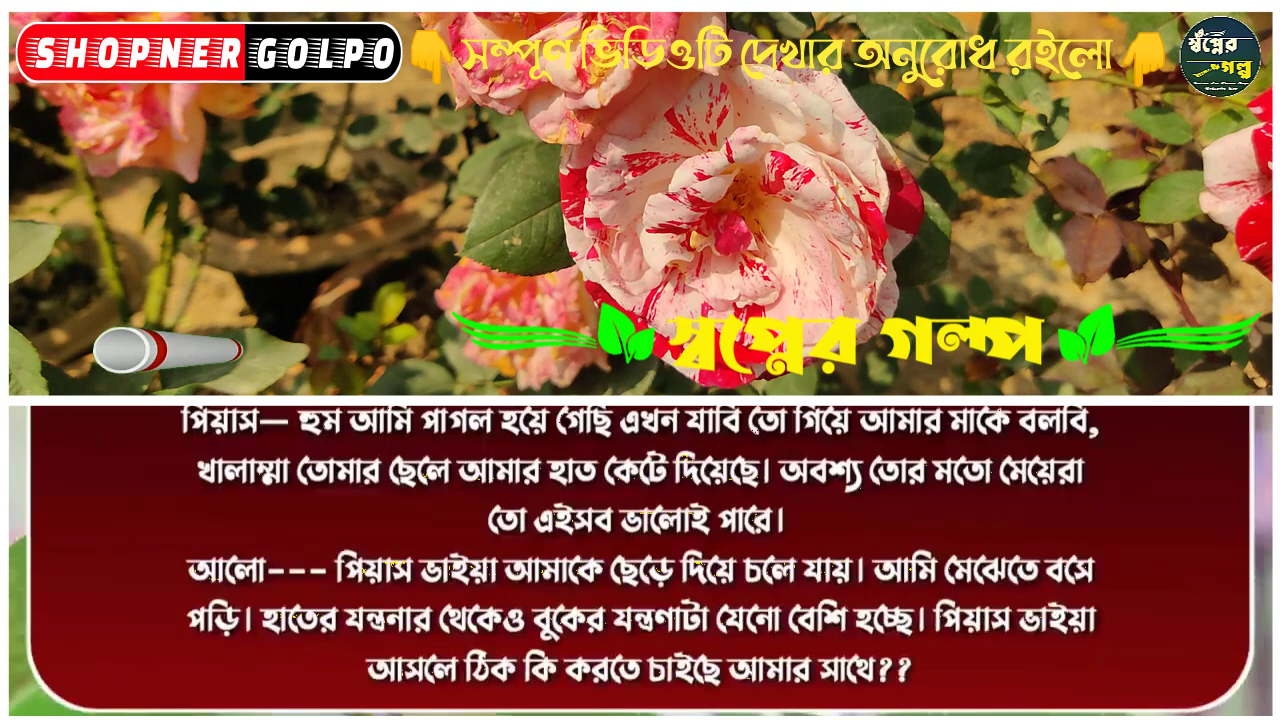 SHOPNER GOLPO
👇সম্পূর্ণ ভিডিওটি দেখার অনুরোধ রইলো👇
স্বপ্নের
গল্প
স্বপ্নের গল্প
পিয়াস— হুম আমি পাগল হয়ে গেছি এখন যাবি তো গিয়ে আমার মাকে বলবি,
খালাম্মা তোমার ছেলে আমার হাত কেটে দিয়েছে। অবশ্য তোর মতো মেয়েরা
তো এইসব ভালোই পারে।
আলো--- পিয়াস ভাইয়া আমাকে ছেড়ে দিয়ে চলে যায়। আমি মেঝেতে বসে
পড়ি। হাতের যন্ত্রনার থেকেও বুকের যন্ত্রণাটা যেনো বেশি হচ্ছে। পিয়াস ভাইয়া
আসলে ঠিক কি করতে চাইছে আমার সাথে??